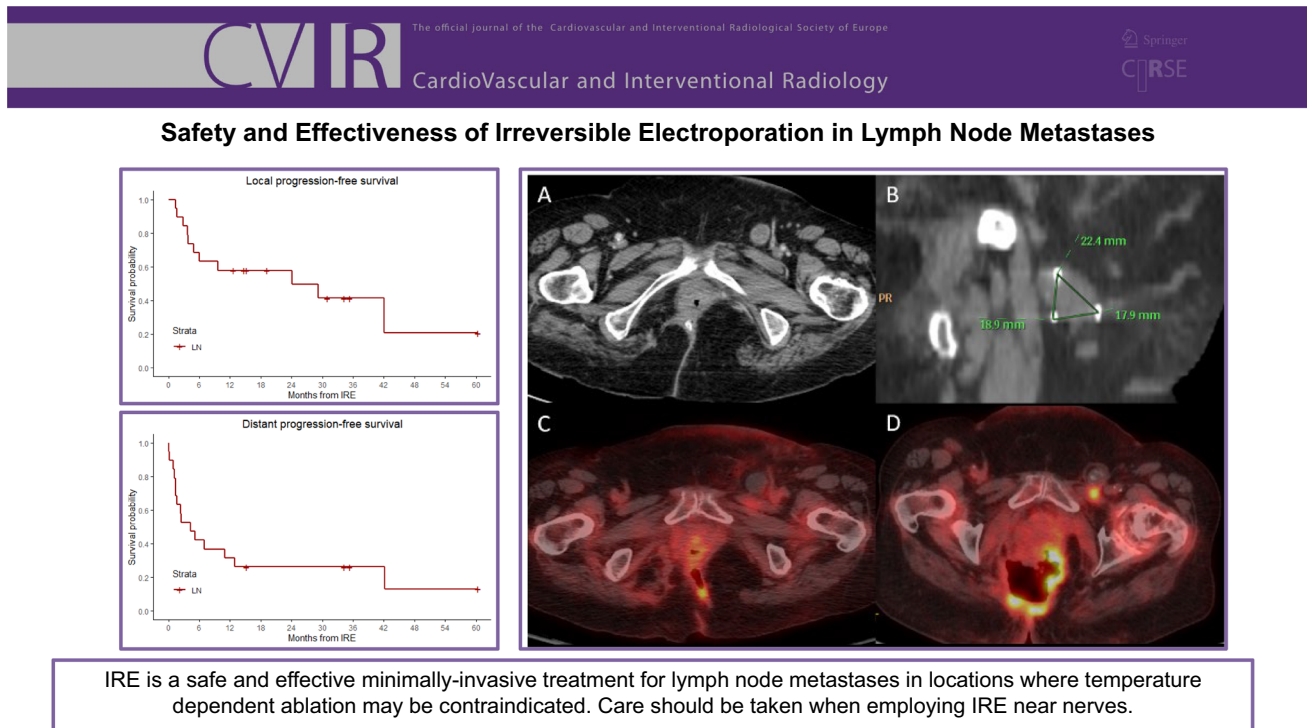 CVIR
The official journal of the Cardiovascular and Interventional Radiological Society of Europe
CardioVascular and Interventional Radiology
Springer
CIRSE
Safety and Effectiveness of Irreversible Electroporation in Lymph Node Metastases
Local progression-free survival
Survival probability
1.0
0.8
0.6
0.4
0.2
0.0
Strata
LN
0 6 12 18 24 30 36 42 48 54 60
Months from IRE
Distant progression-free survival
Survival probability
1.0
0.8
0.6
0.4
0.2
0.0
Strata
LN
0 6 12 18 24 30 36 42 48 54 60
Months from IRE
A
B
22.4 mm
PR
18.9 mm
17.9 mm
C
D
IRE is a safe and effective minimally-invasive treatment for lymph node metastases in locations where temperature
dependent ablation may be contraindicated. Care should be taken when employing IRE near nerves.